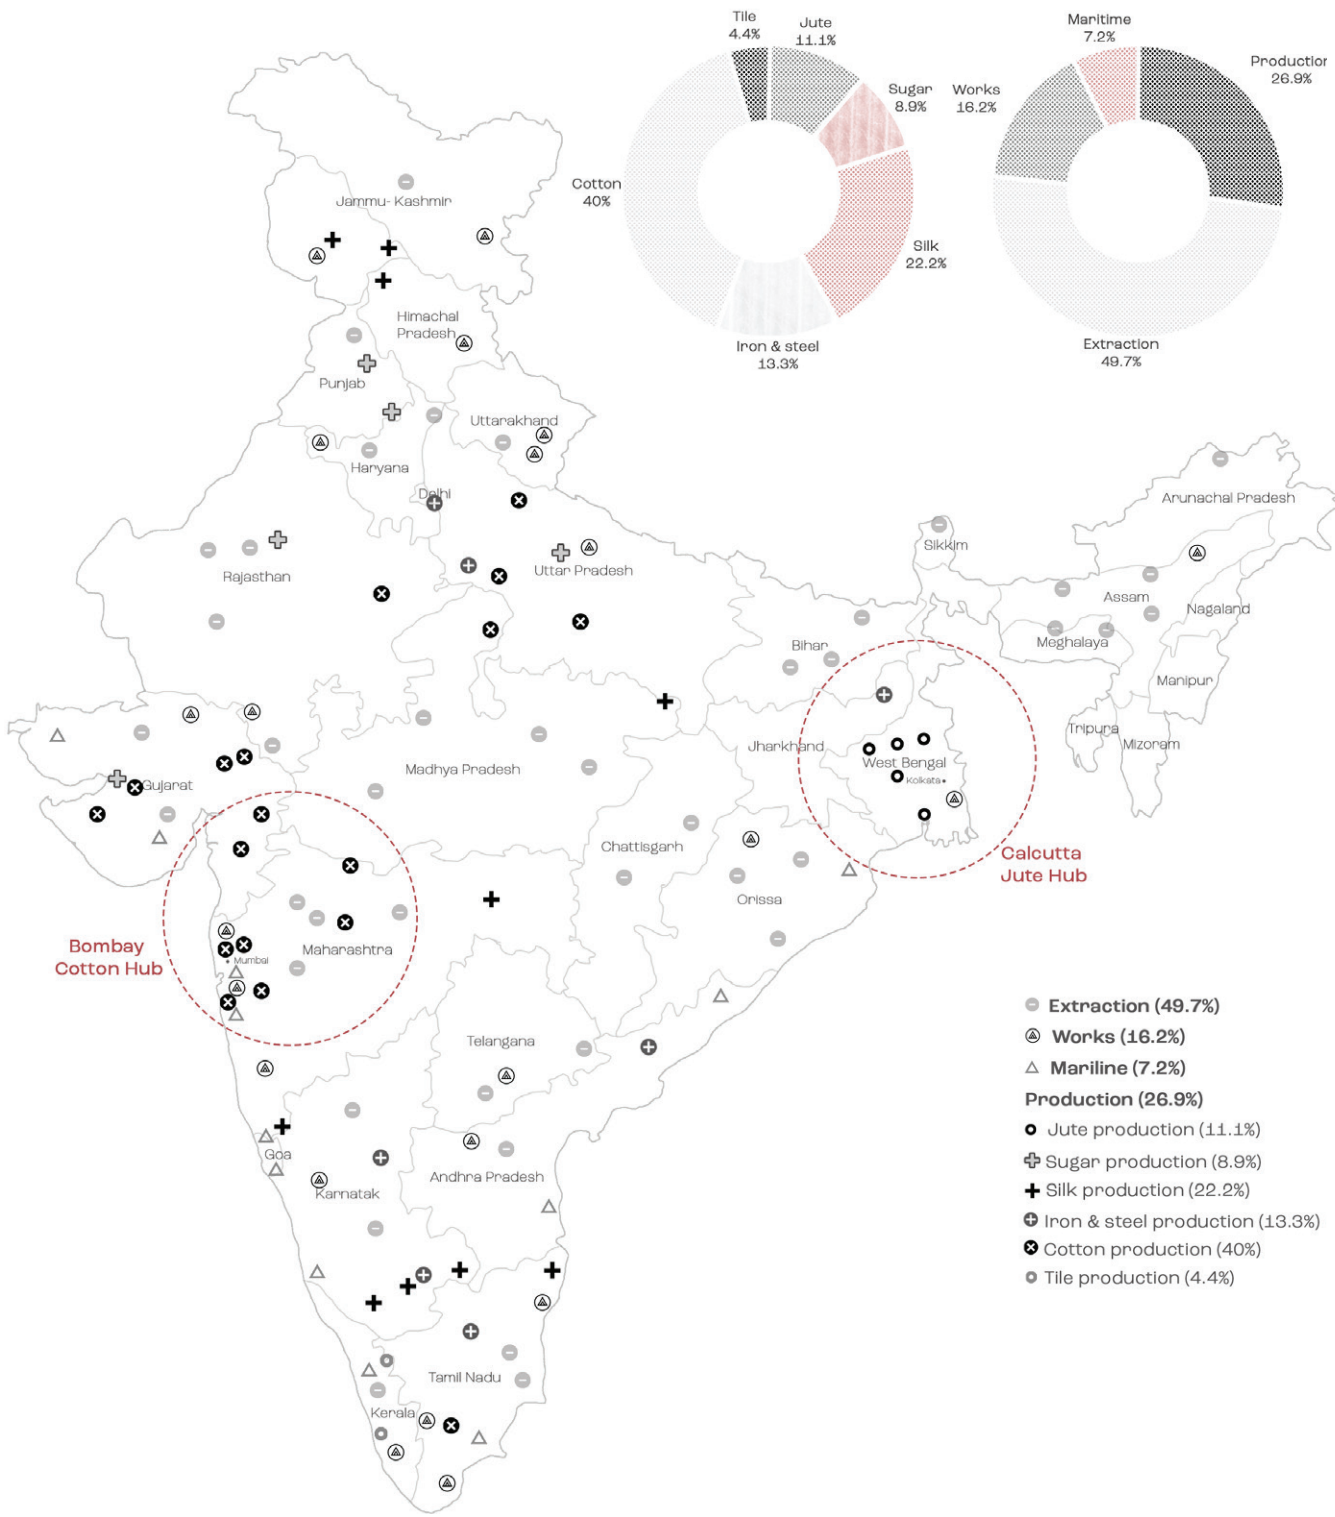 Tile
4.4%
Jute
11.1%
Sugar
8.9%
Silk
22.2%
Iron & steel
13.3%
Cotton
40%
Maritime
7.2%
Production
26.9%
Works
16.2%
Extraction
49.7%
Jammu- Kashmir
Himachal
Pradesh
Punjab
Uttarakhand
Haryana
Delhi
Rajasthan
Uttar Pradesh
Sikkim
Arunachal Pradesh
Assam
Nagaland
Meghalaya
Manipur
Tripura
Mizoram
Bihar
Jharkhand
West Bengal
Kolkata
Gujarat
Madhya Pradesh
Chattisgarh
Orissa
Calcutta
Jute Hub
Bombay
Cotton Hub
Maharashtra
Mumbai
Telangana
Goa
Karnatak
Andhra Pradesh
Tamil Nadu
Kerala
Extraction (49.7%)
Works (16.2%)
Mariline (7.2%)
Production (26.9%)
Jute production (11.1%)
Sugar production (8.9%)
Silk production (22.2%)
Iron & steel production (13.3%)
Cotton production (40%)
Tile production (4.4%)